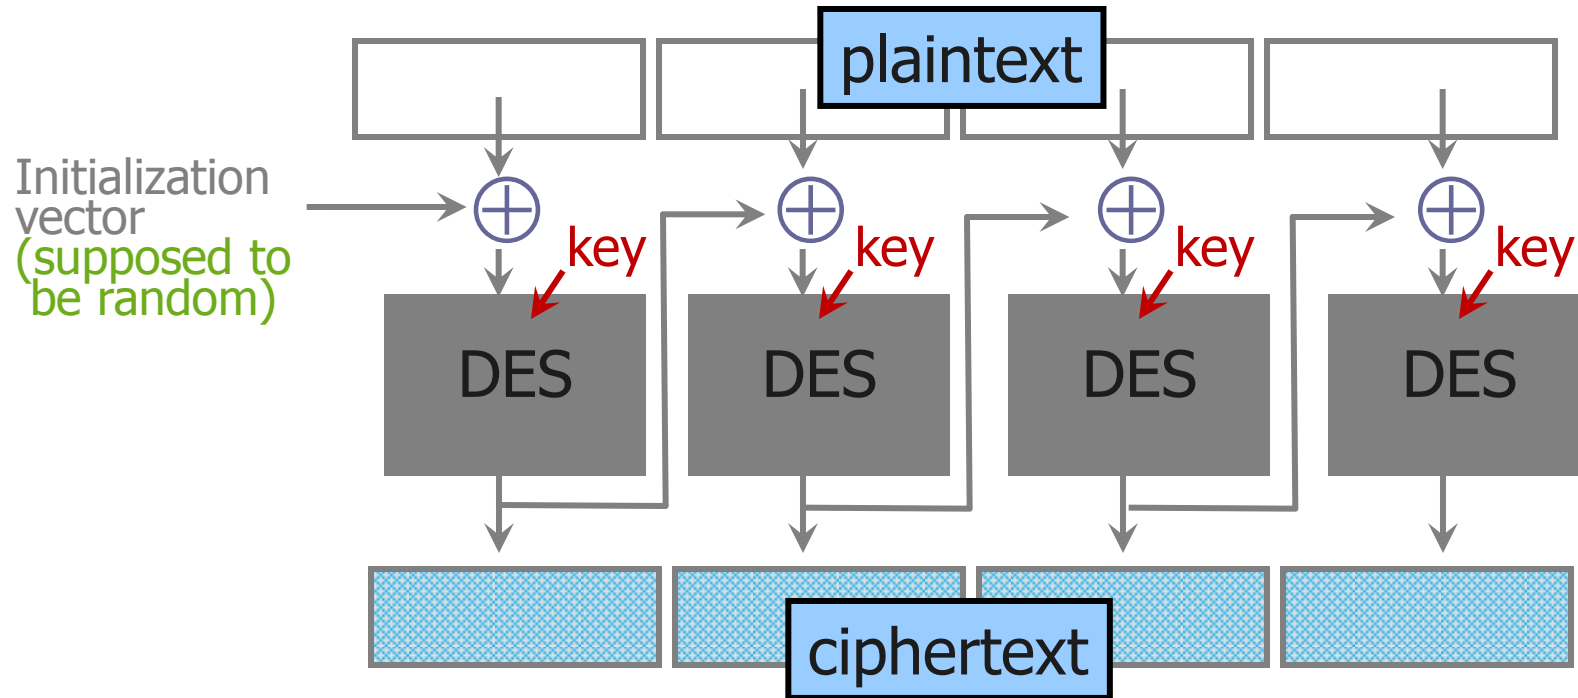 plaintext
Initialization
vector
(supposed to
be random)
key
key
key
key
DES
DES
DES
DES
ciphertext